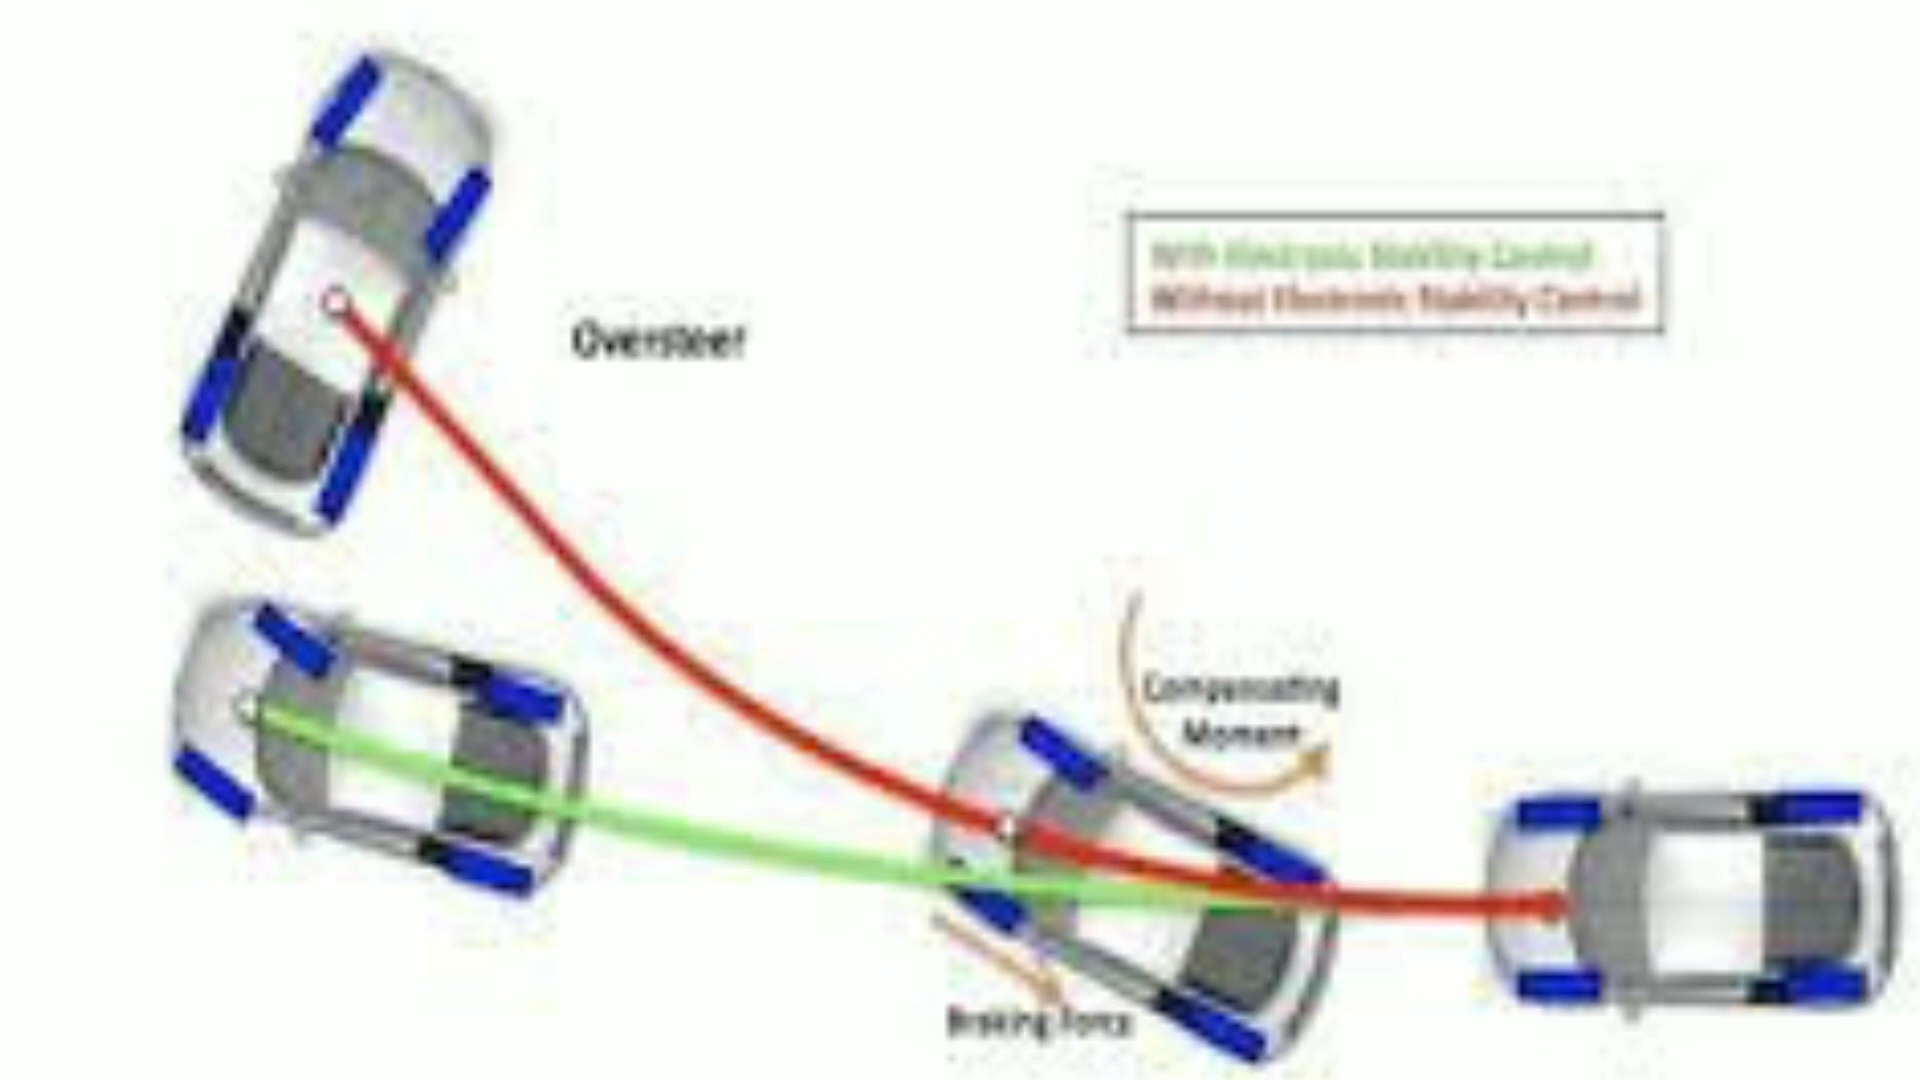 Oversteer
With Electronic Stability Control
Without Electronic Stability Control
Compensating
Moment
Braking Force